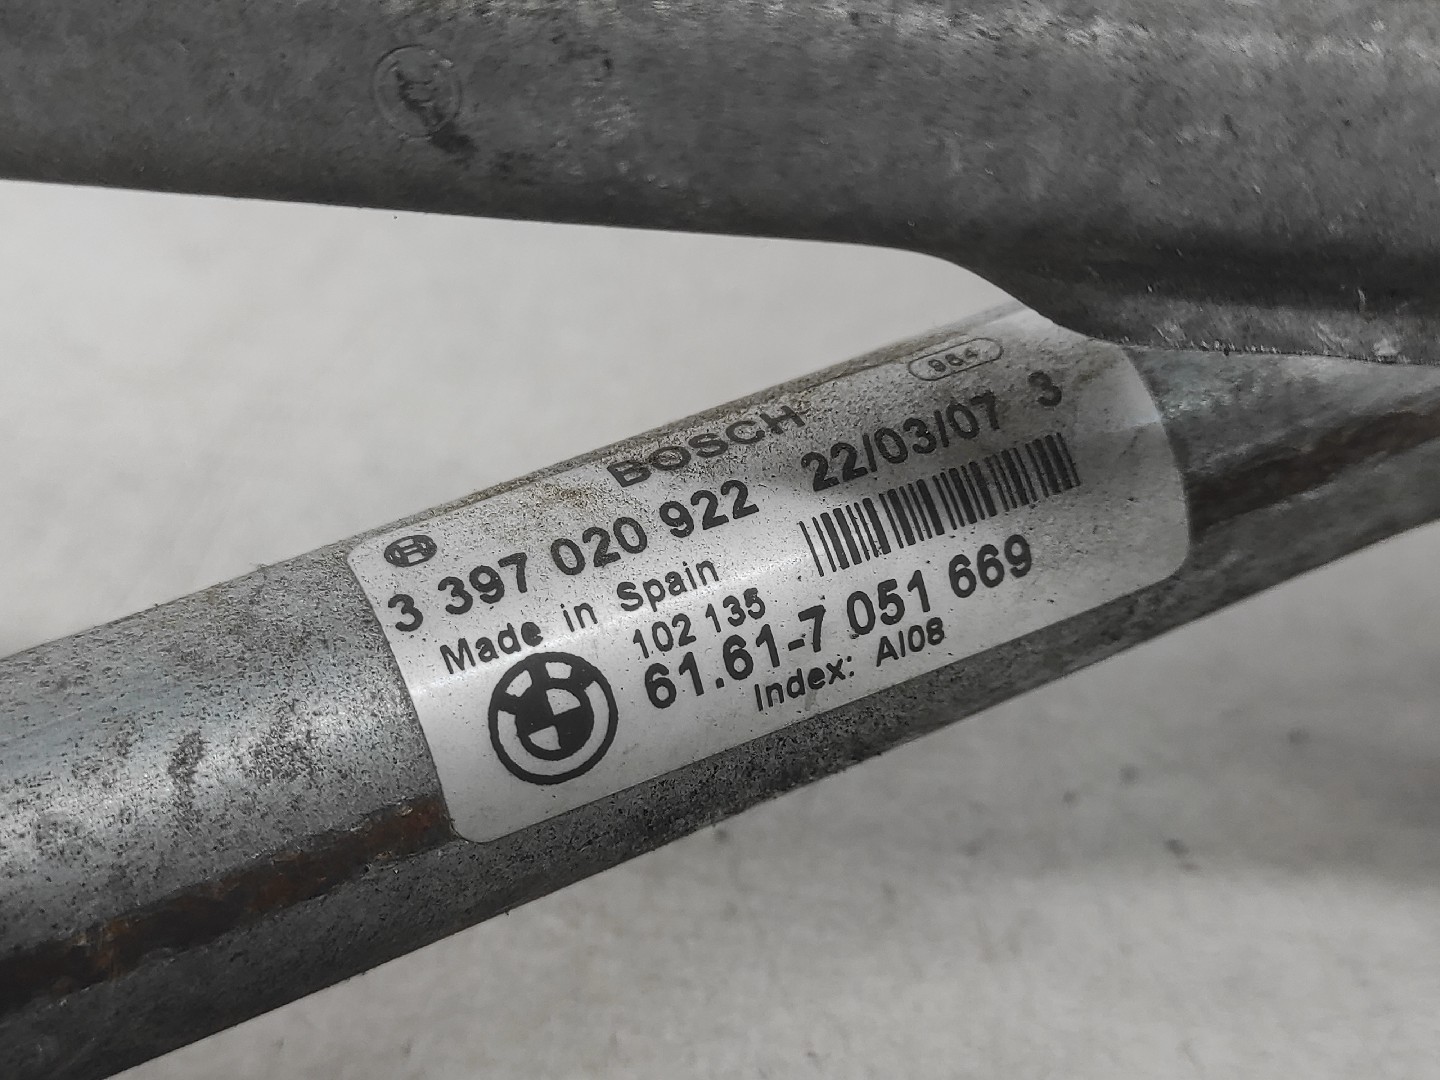 984
BOSCH
3 397 020 922 22/03/07 3
Made in Spain
102 135
61.61-7 051 669
Index: A/08